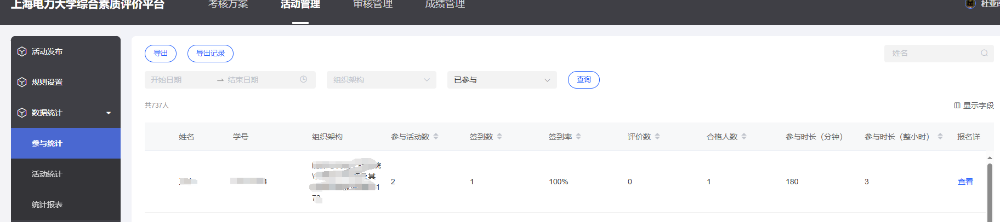 上海电力大学综合素质评价平台 考核方案 活动管理 审核管理 成绩管理
活动发布
规则设置
数据统计
参与统计
活动统计
统计报表
导出 导出记录 姓名
开始日期 → 结束日期 组织架构 已参与 查询
共737人 显示字段
姓名 学号 组织架构 参与活动数 签到数 签到率 评价数 合格人数 参与时长（分钟） 参与时长（整小时） 报名详
4 2 1 100% 0 1 180 3 查看